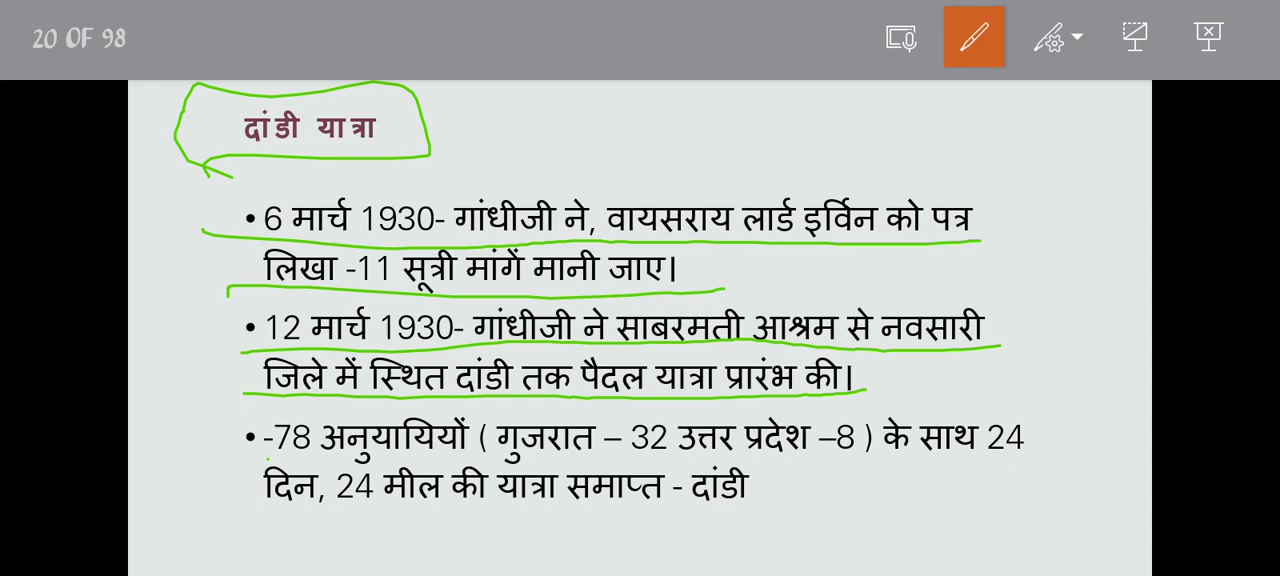 20 OF 98
दांडी यात्रा
• 6 मार्च 1930- गांधीजी ने, वायसराय लार्ड इर्विन को पत्र
लिखा -11 सूत्री मांगें मानी जाए।
• 12 मार्च 1930- गांधीजी ने साबरमती आश्रम से नवसारी
जिले में स्थित दांडी तक पैदल यात्रा प्रारंभ की।
• -78 अनुयायियों ( गुजरात – 32 उत्तर प्रदेश –8 ) के साथ 24
दिन, 24 मील की यात्रा समाप्त - दांडी